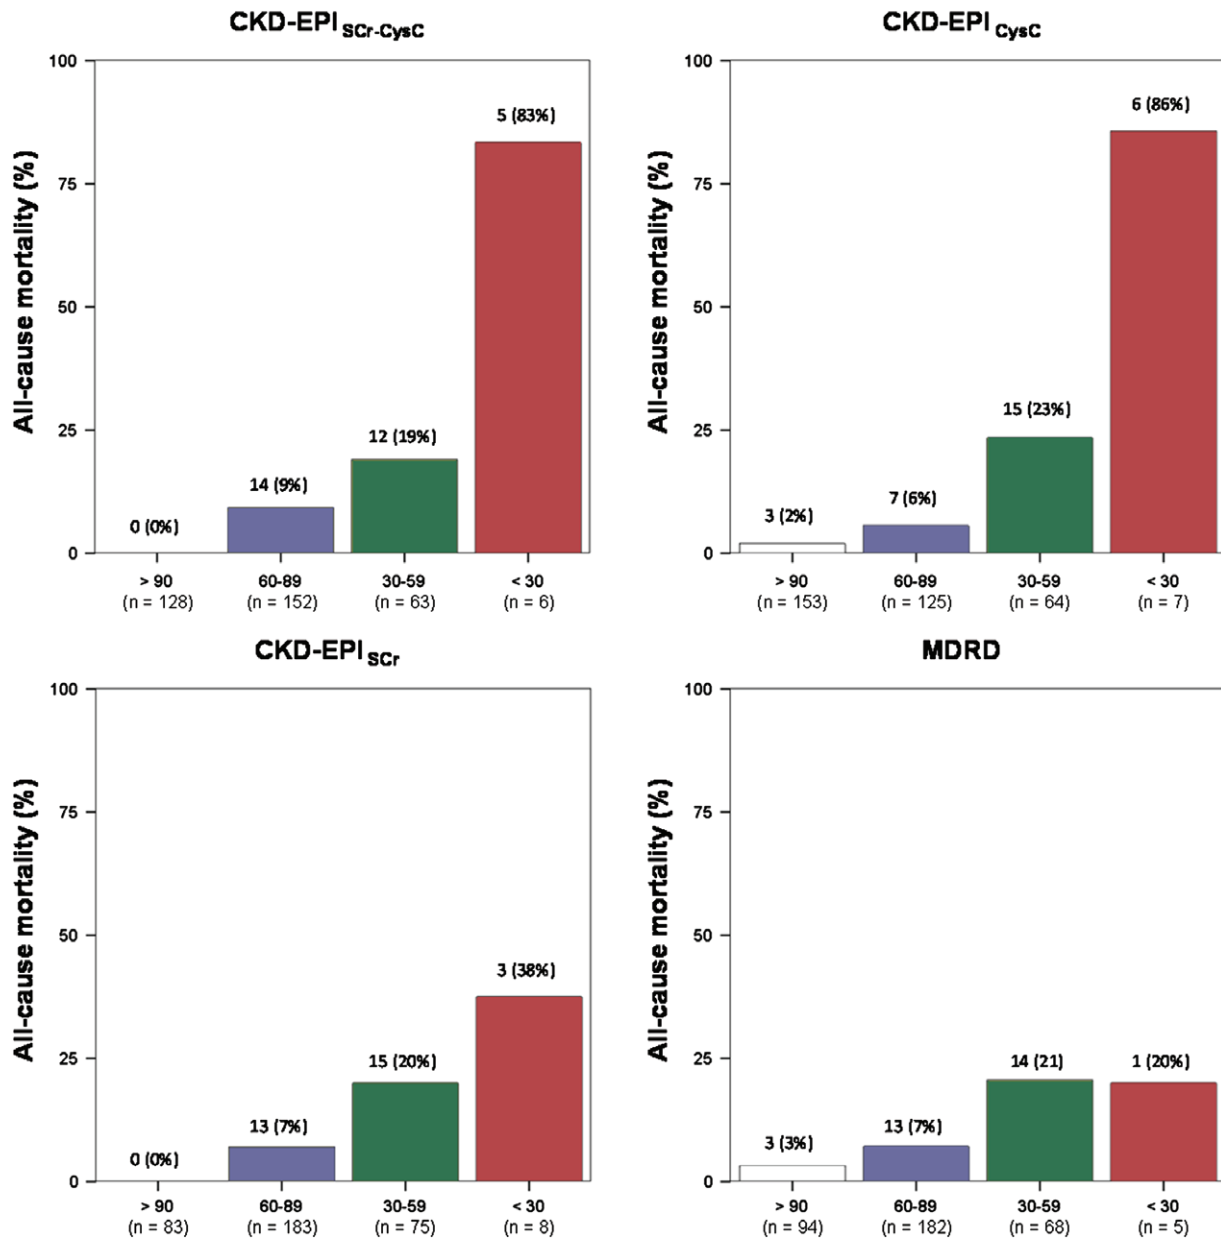 CKD-EPI SCr-CysC
All-cause mortality (%)
100
75
50
25
0
0 (0%)
14 (9%)
12 (19%)
5 (83%)
> 90 60-89 30-59 < 30
(n = 128) (n = 152) (n = 63) (n = 6)
CKD-EPI CysC
All-cause mortality (%)
100
75
50
25
0
3 (2%)
7 (6%)
15 (23%)
6 (86%)
> 90 60-89 30-59 < 30
(n = 153) (n = 125) (n = 64) (n = 7)
CKD-EPI SCr
All-cause mortality (%)
100
75
50
25
0
0 (0%)
13 (7%)
15 (20%)
3 (38%)
> 90 60-89 30-59 < 30
(n = 83) (n = 183) (n = 75) (n = 8)
MDRD
All-cause mortality (%)
100
75
50
25
0
3 (3%)
13 (7%)
14 (21)
1 (20%)
> 90 60-89 30-59 < 30
(n = 94) (n = 182) (n = 68) (n = 5)